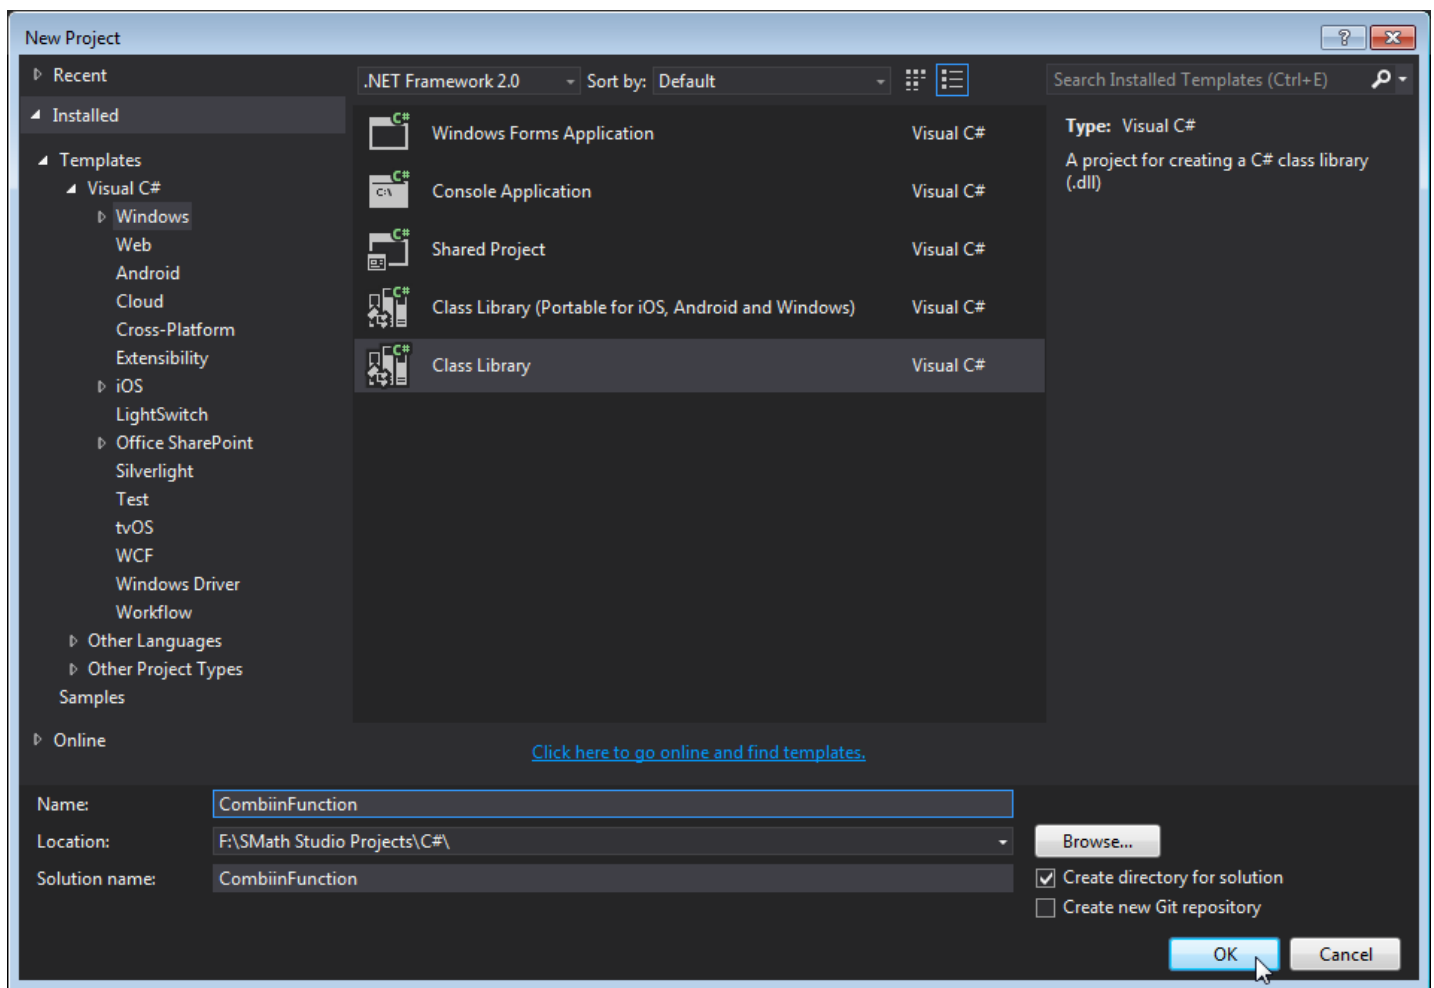 New Project
Recent
.NET Framework 2.0
Sort by: Default
Search Installed Templates (Ctrl+E)
Installed
Templates
Visual C#
Windows
Web
Android
Cloud
Cross-Platform
Extensibility
iOS
LightSwitch
Office SharePoint
Silverlight
Test
tvOS
WCF
Windows Driver
Workflow
Other Languages
Other Project Types
Samples
Online
C# Windows Forms Application Visual C#
C# C:\ Console Application Visual C#
C# Shared Project Visual C#
C# Class Library (Portable for iOS, Android and Windows) Visual C#
C# Class Library Visual C#
Click here to go online and find templates.
Type: Visual C#
A project for creating a C# class library
(.dll)
Name: CombiinFunction
Location: F:\SMath Studio Projects\C#\
Browse...
Solution name: CombiinFunction
Create directory for solution
Create new Git repository
OK
Cancel